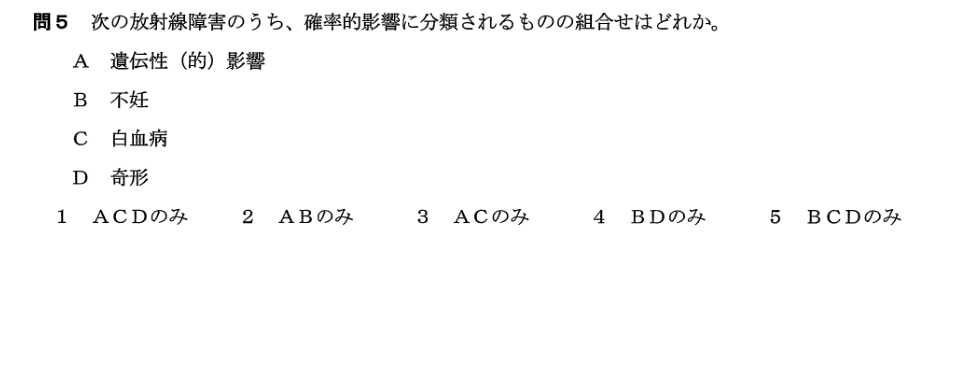 問５　次の放射線障害のうち、確率的影響に分類されるものの組合せはどれか。
Ａ　遺伝性（的）影響
Ｂ　不妊
Ｃ　白血病
Ｄ　奇形
１　ＡＣＤのみ　　２　ＡＢのみ　　３　ＡＣのみ　　４　ＢＤのみ　　５　ＢＣＤのみ